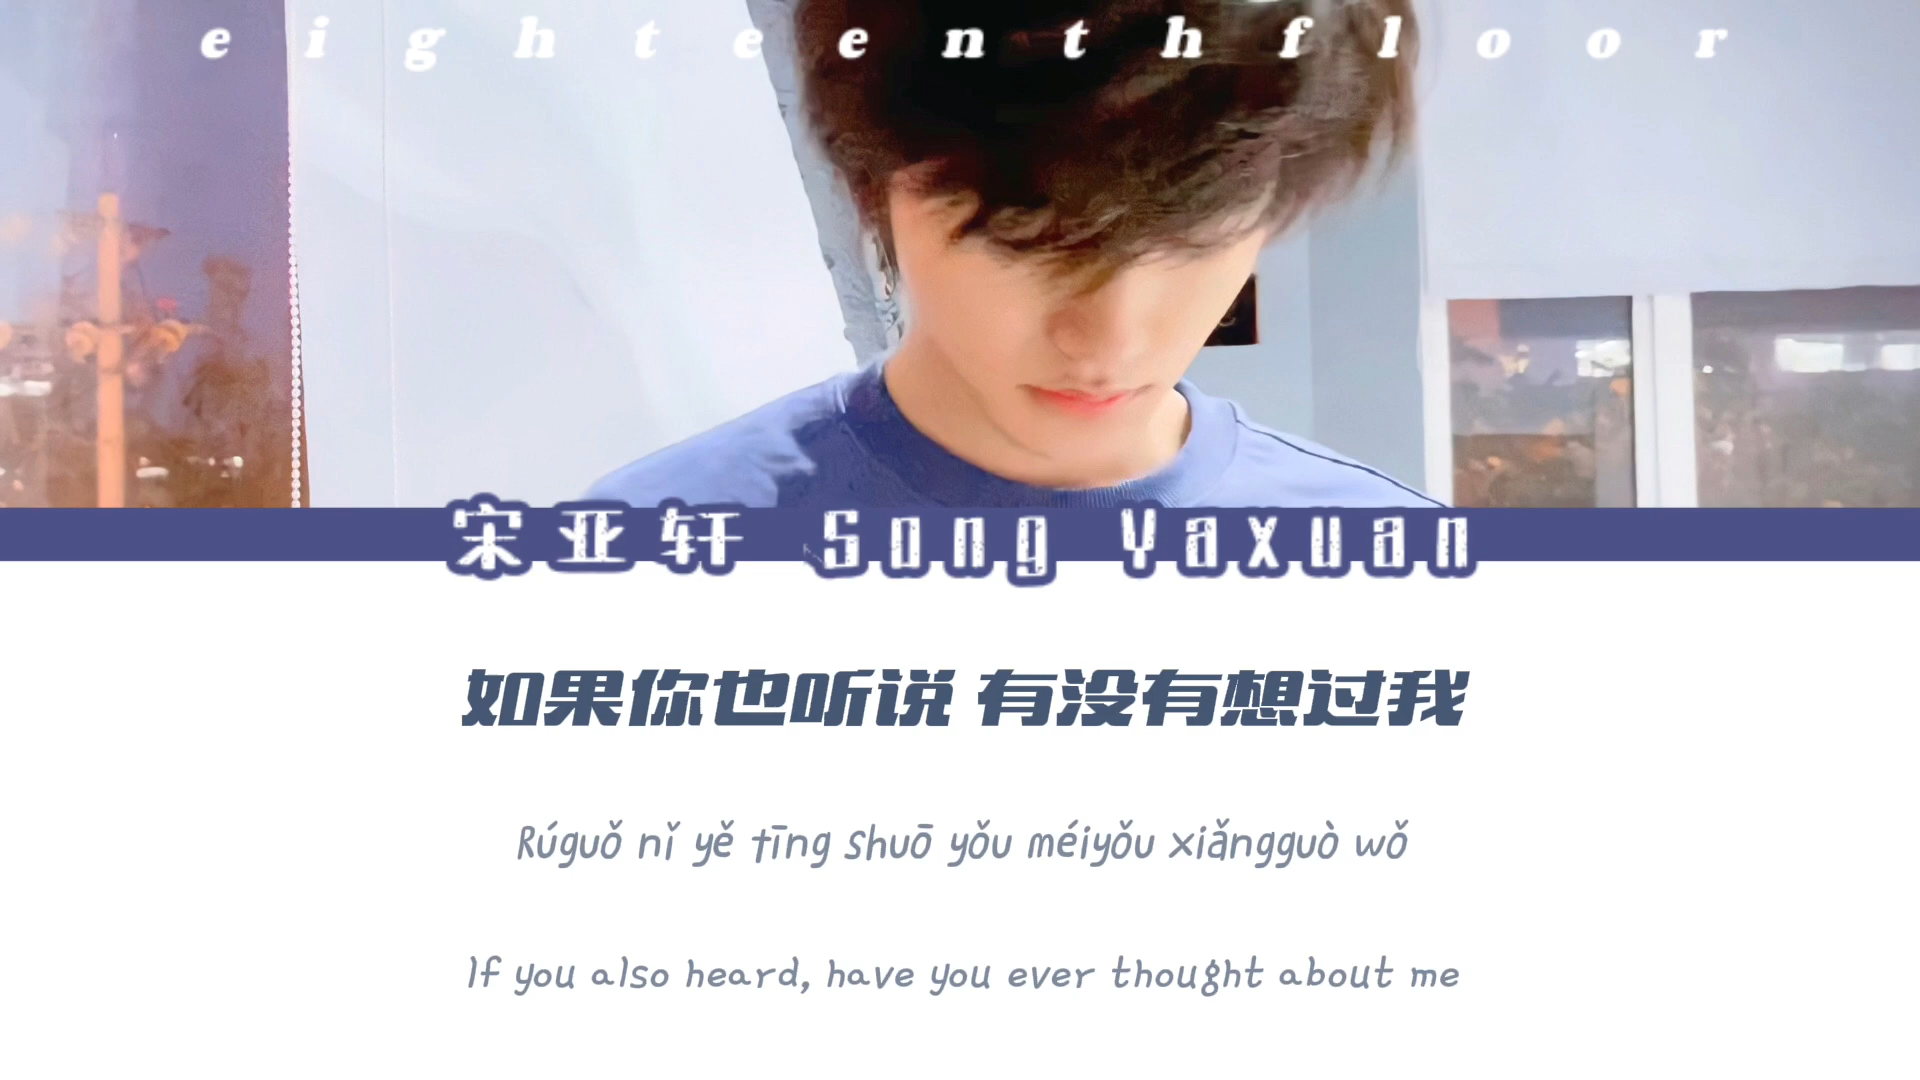 eighteenthfloor
宋亚轩 Song Yaxuan
如果你也听说 有没有想过我
Rúguǒ nǐ yě tīng shuō yǒu méiyǒu xiǎngguò wǒ
If you also heard, have you ever thought about me